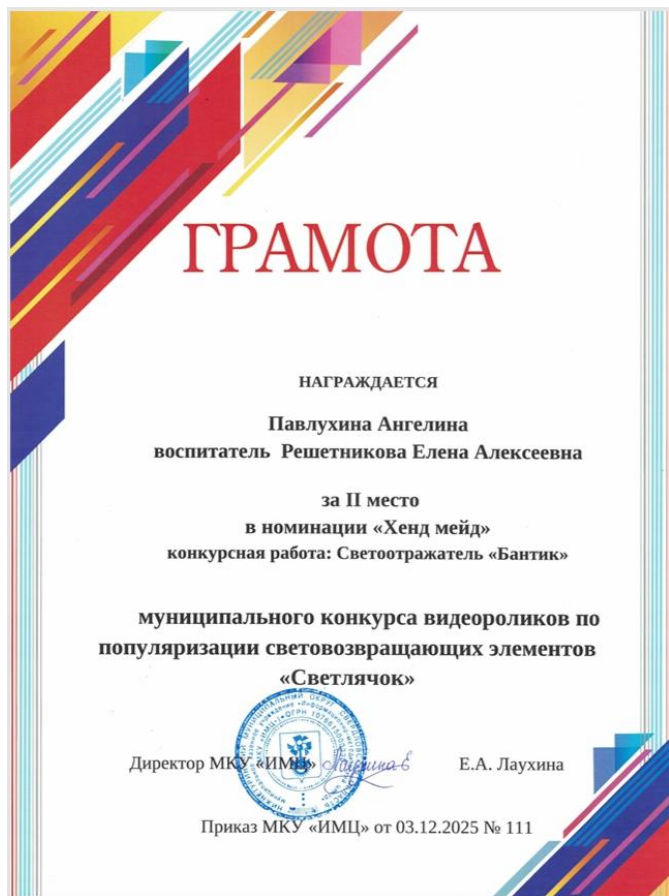 ГРАМОТА
НАГРАЖДАЕТСЯ
Павлухина Ангелина
воспитатель Решетникова Елена Алексеевна
за II место
в номинации «Хенд мейд»
конкурсная работа: Светоотражатель «Бантик»
муниципального конкурса видеороликов по
популяризации световозвращающих элементов
«Светлячок»
Директор МКУ «ИМЦ» Е.А. Лаухина
Приказ МКУ «ИМЦ» от 03.12.2025 № 111